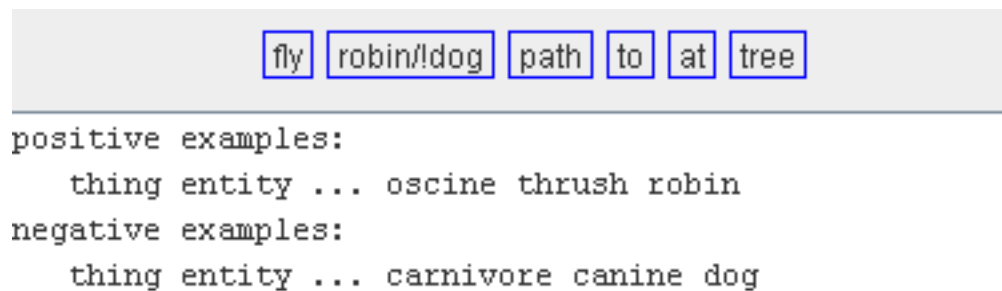 fly robin/!dog path to at tree
positive examples:
thing entity ... oscine thrush robin
negative examples:
thing entity ... carnivore canine dog